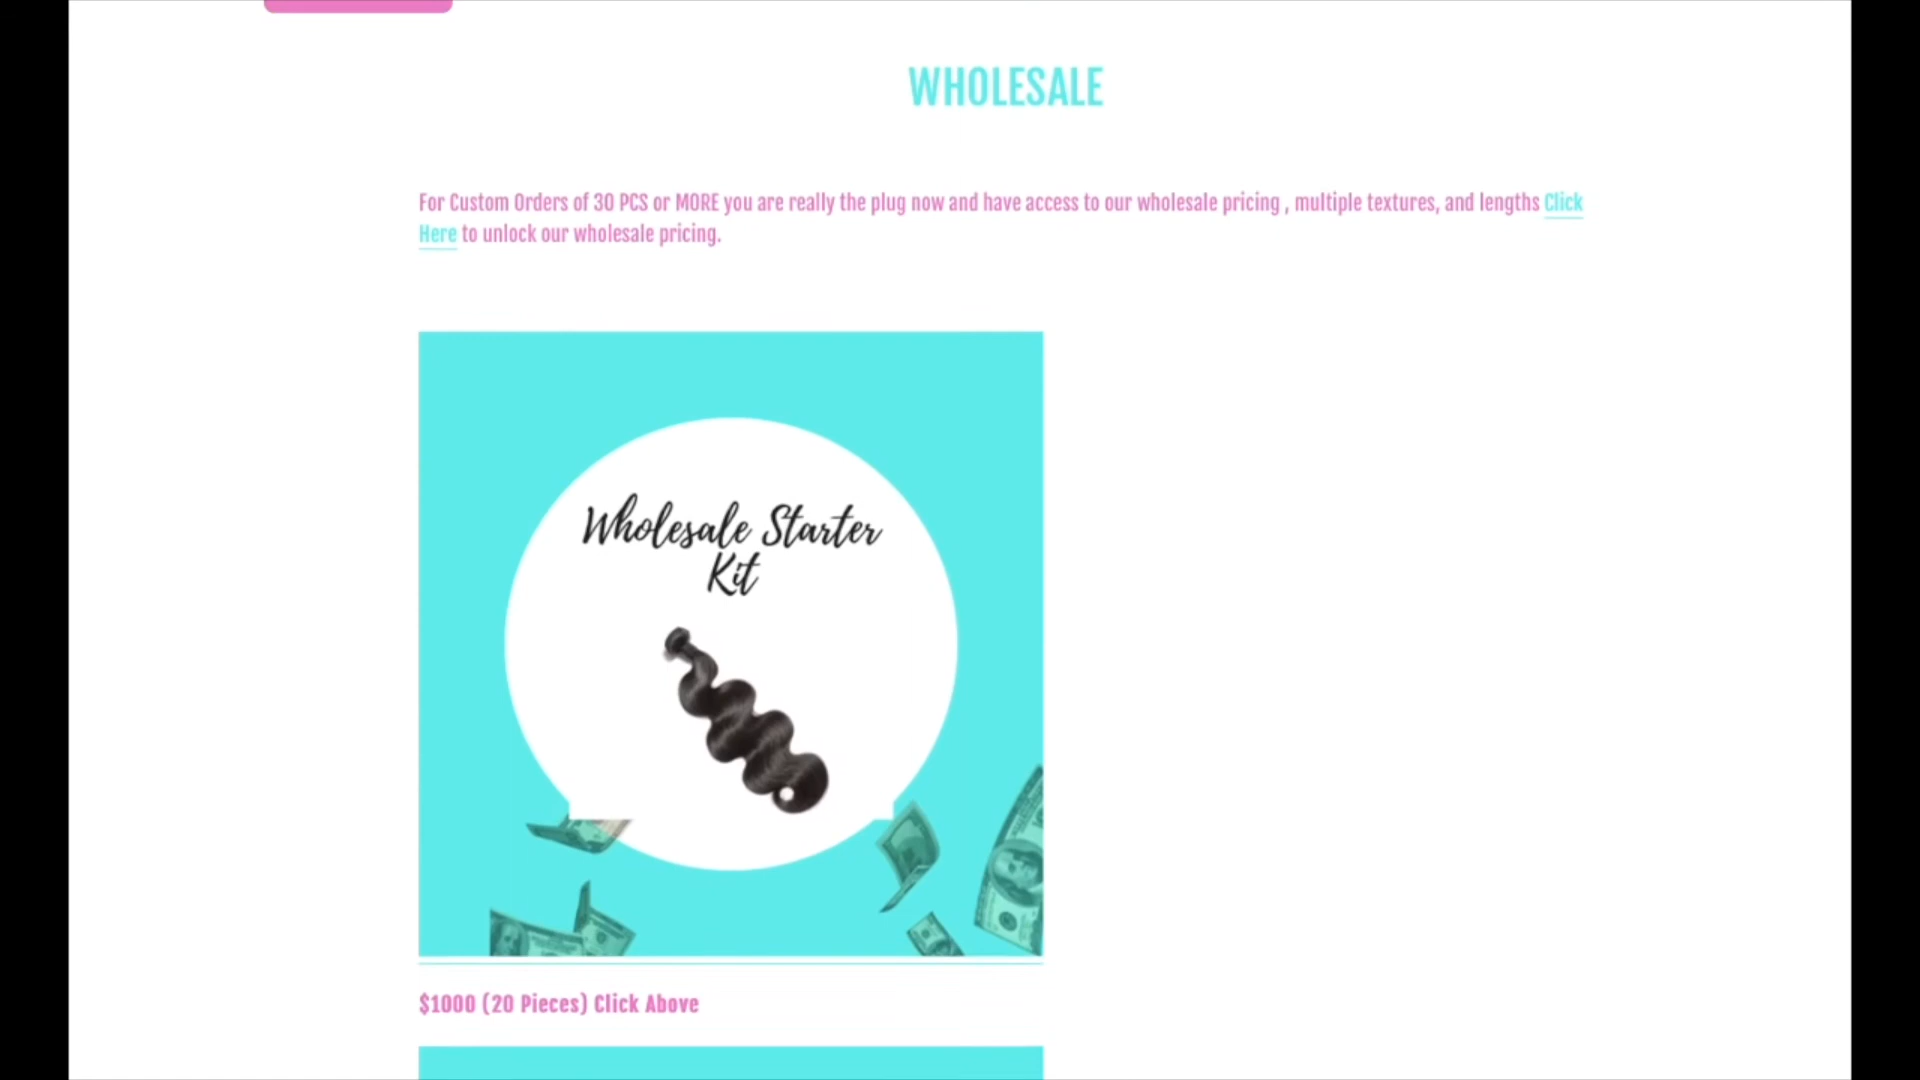 WHOLESALE
For Custom Orders of 30 PCS or MORE you are really the plug now and have access to our wholesale pricing , multiple textures, and lengths Click
Here to unlock our wholesale pricing.
Wholesale Starter
Kit
$1000 (20 Pieces) Click Above